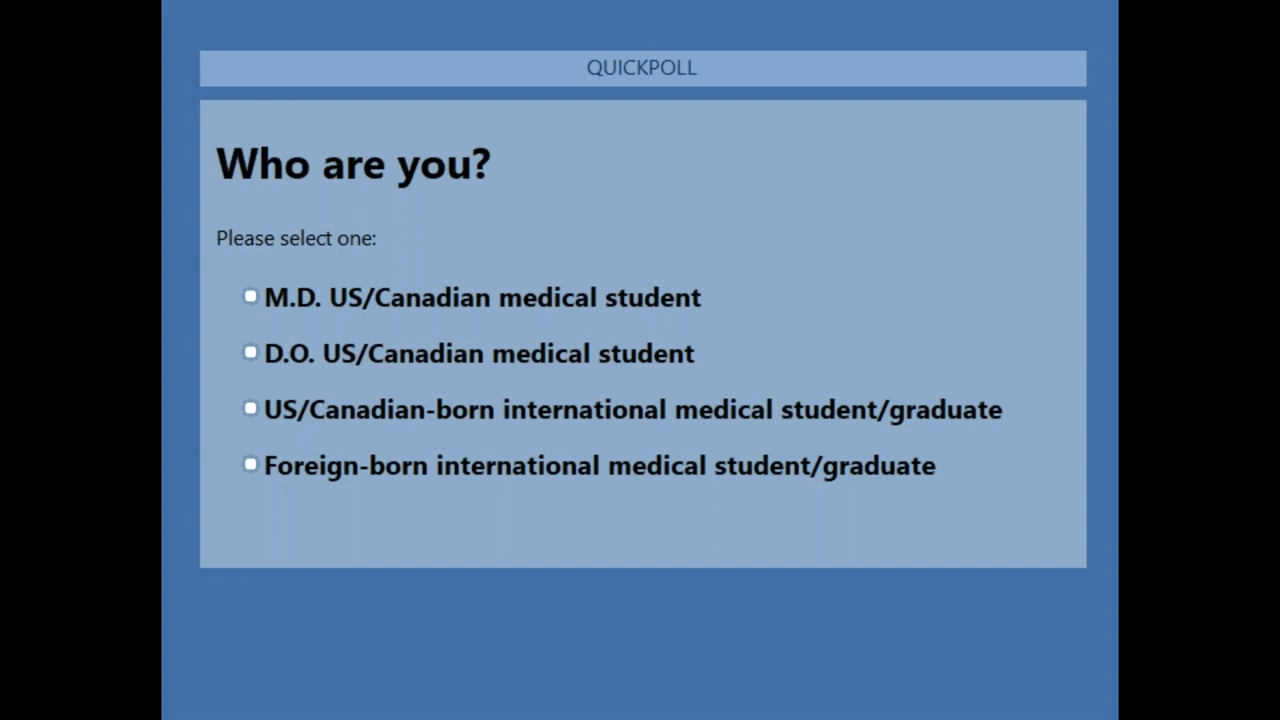 QUICKPOLL
Who are you?
Please select one:
M.D. US/Canadian medical student
D.O. US/Canadian medical student
US/Canadian-born international medical student/graduate
Foreign-born international medical student/graduate